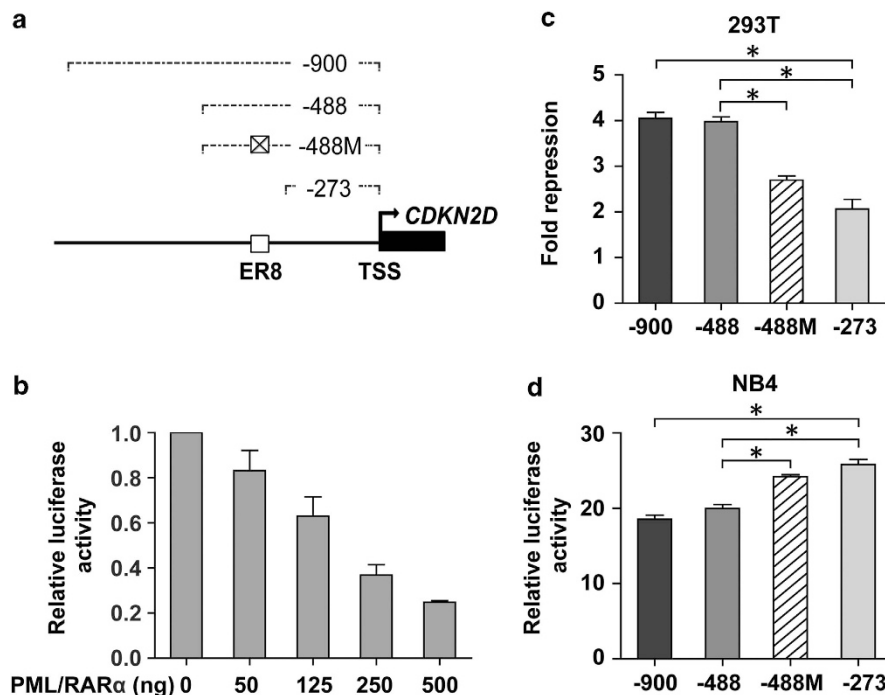 a
-900
-488
-488M
-273
CDKN2D
ER8
TSS
b
Relative luciferase
activity
1.0
0.8
0.6
0.4
0.2
0.0
PML/RARα (ng) 0 50 125 250 500
c
293T
Fold repression
5
4
3
2
1
0
* 
*
*
-900 -488 -488M -273
d
NB4
Relative luciferase
activity
30
20
10
0
*
*
*
-900 -488 -488M -273